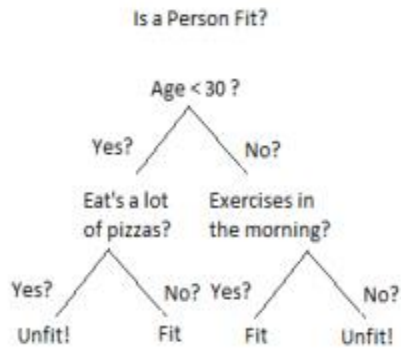 Is a Person Fit?
Age < 30 ?
Yes?
No?
Eat's a lot
of pizzas?
Exercises in
the morning?
Yes?
No?
Yes?
No?
Unfit!
Fit
Fit
Unfit!